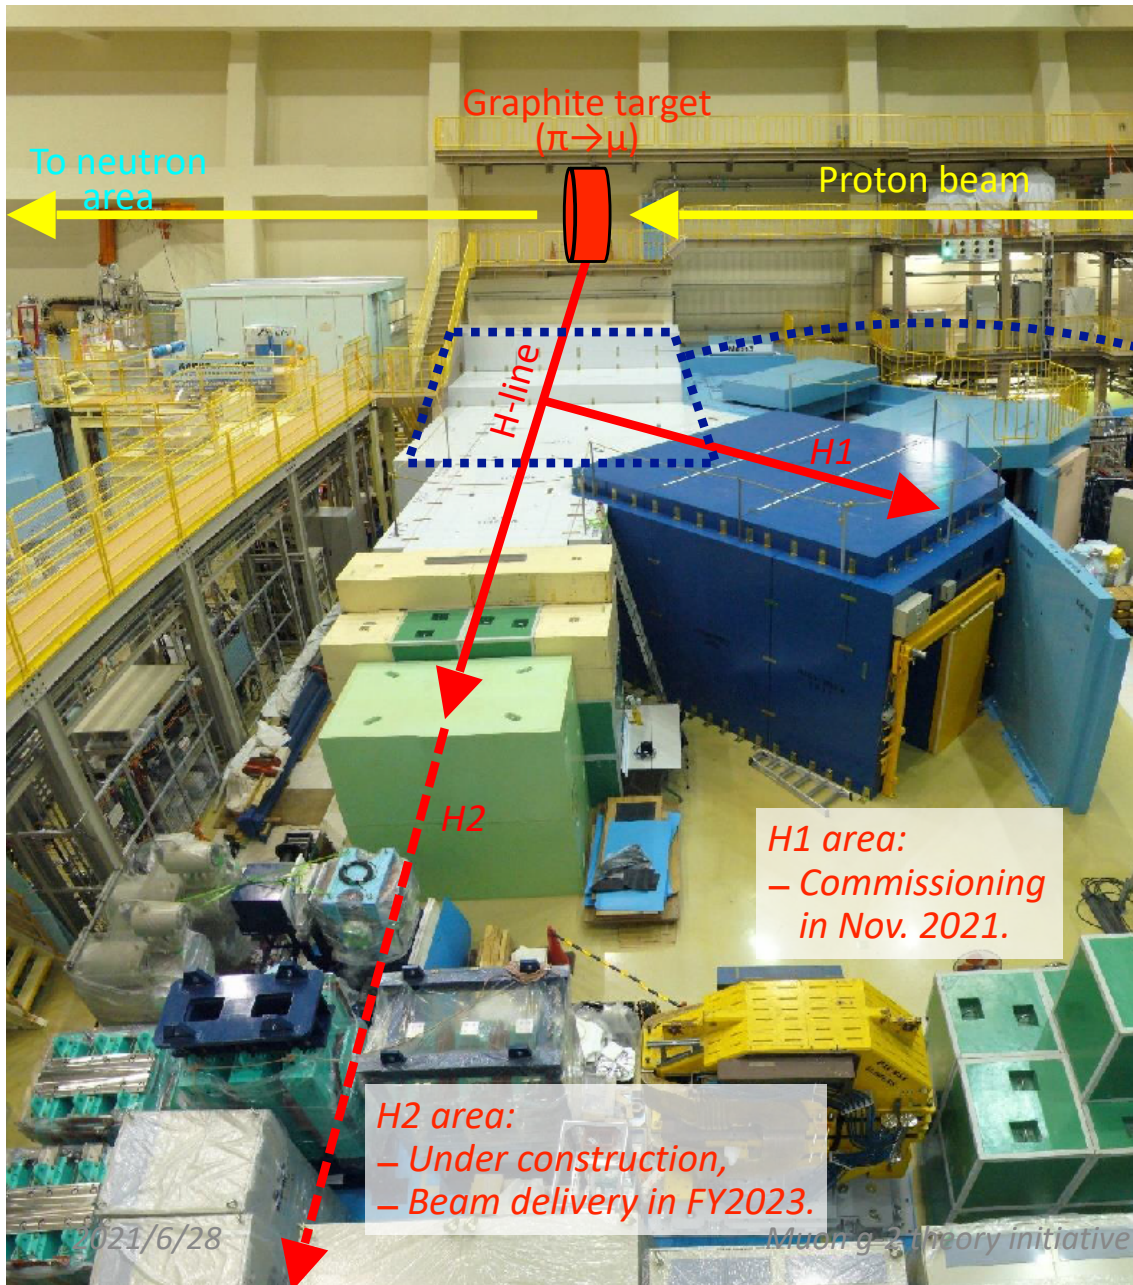 Graphite target
(π→μ)
To neutron
area
Proton beam
H-line
H1
H2
H1 area:
– Commissioning
in Nov. 2021.
H2 area:
– Under construction,
– Beam delivery in FY2023.
2021/6/28
Muon g-2 theory initiative